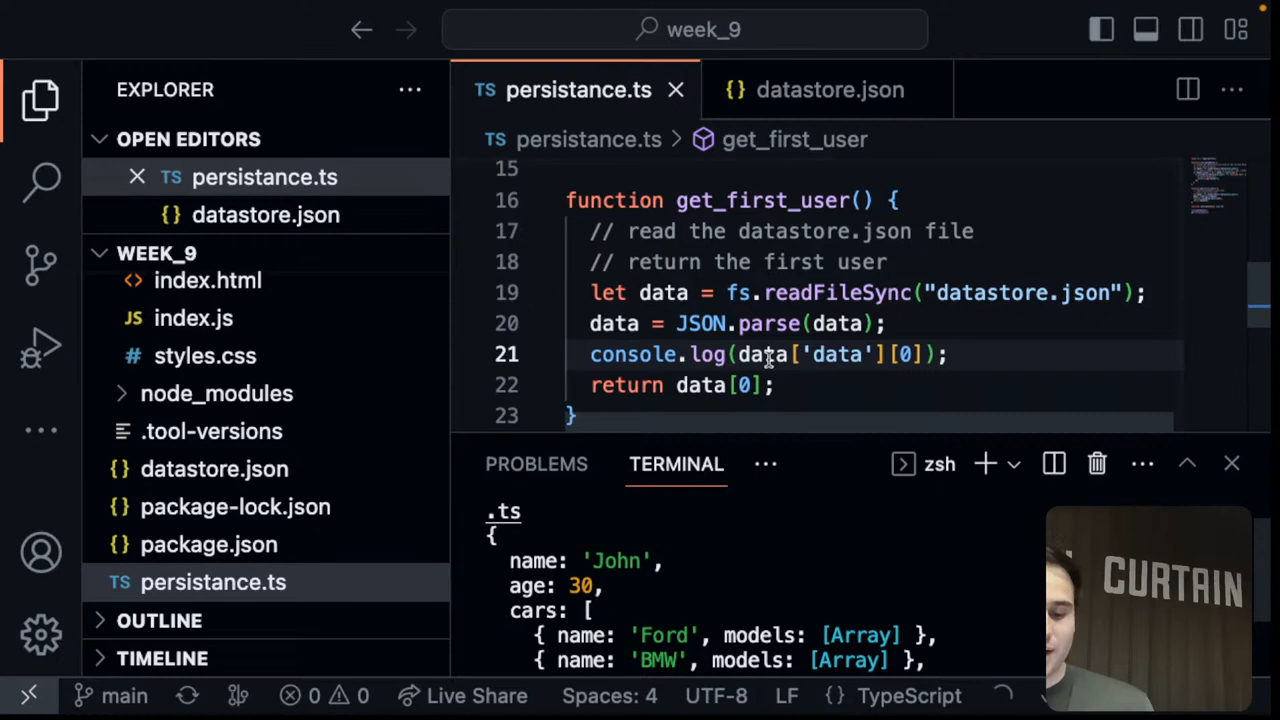 week_9
EXPLORER
OPEN EDITORS
TS persistance.ts
{} datastore.json
WEEK_9
<> index.html
JS index.js
# styles.css
node_modules
.tool-versions
{} datastore.json
{} package-lock.json
{} package.json
TS persistance.ts
OUTLINE
TIMELINE
TS persistance.ts
{} datastore.json
TS persistance.ts > get_first_user
15
16 function get_first_user() {
17 // read the datastore.json file
18 // return the first user
19 let data = fs.readFileSync("datastore.json");
20 data = JSON.parse(data);
21 console.log(data['data'][0]);
22 return data[0];
23 }
PROBLEMS TERMINAL zsh
.ts
{
name: 'John',
age: 30,
cars: [
{ name: 'Ford', models: [Array] },
{ name: 'BMW', models: [Array] },
CURTAIN
main 0 0 Live Share Spaces: 4 UTF-8 LF {} TypeScript